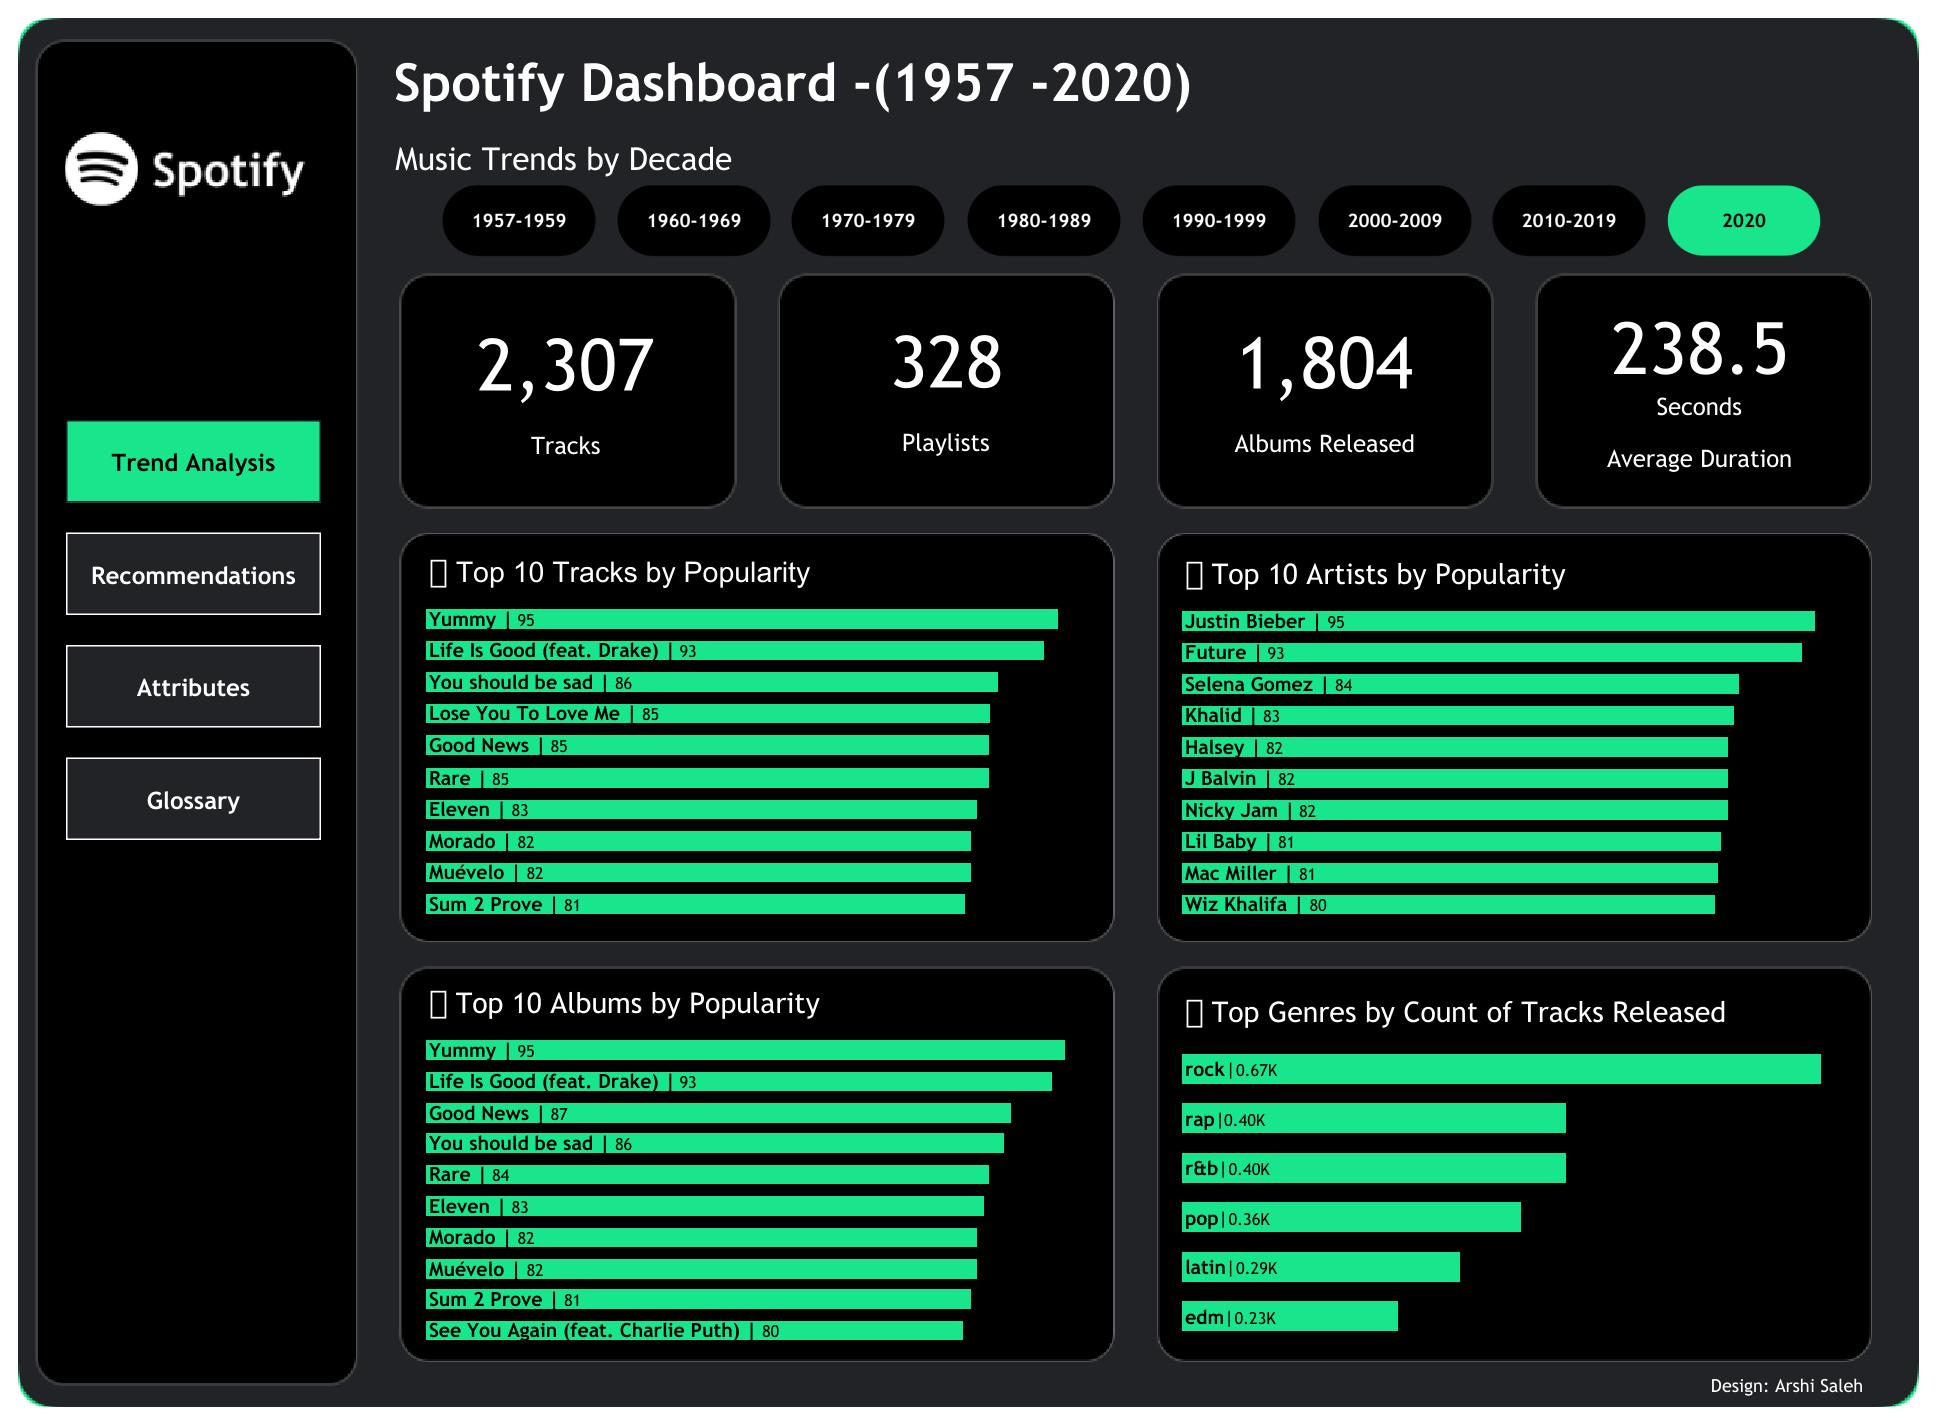 Spotify Dashboard -(1957 -2020)
Spotify
Music Trends by Decade
1957-1959
1960-1969
1970-1979
1980-1989
1990-1999
2000-2009
2010-2019
2020
2,307
Tracks
328
Playlists
1,804
Albums Released
238.5
Seconds
Average Duration
Trend Analysis
Recommendations
Attributes
Glossary
Top 10 Tracks by Popularity
Yummy | 95
Life Is Good (feat. Drake) | 93
You should be sad | 86
Lose You To Love Me | 85
Good News | 85
Rare | 85
Eleven | 83
Morado | 82
Muévelo | 82
Sum 2 Prove | 81
Top 10 Artists by Popularity
Justin Bieber | 95
Future | 93
Selena Gomez | 84
Khalid | 83
Halsey | 82
J Balvin | 82
Nicky Jam | 82
Lil Baby | 81
Mac Miller | 81
Wiz Khalifa | 80
Top 10 Albums by Popularity
Yummy | 95
Life Is Good (feat. Drake) | 93
Good News | 87
You should be sad | 86
Rare | 84
Eleven | 83
Morado | 82
Muévelo | 82
Sum 2 Prove | 81
See You Again (feat. Charlie Puth) | 80
Top Genres by Count of Tracks Released
rock|0.67K
rap|0.40K
r&b|0.40K
pop|0.36K
latin|0.29K
edm|0.23K
Design: Arshi Saleh